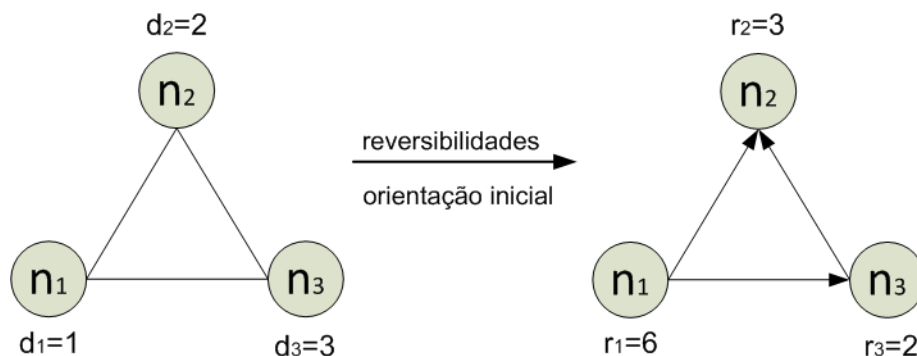 d₂=2
n₂
n₁
n₃
d₁=1
d₃=3
reversibilidades
orientação inicial
r₂=3
n₂
n₁
n₃
r₁=6
r₃=2